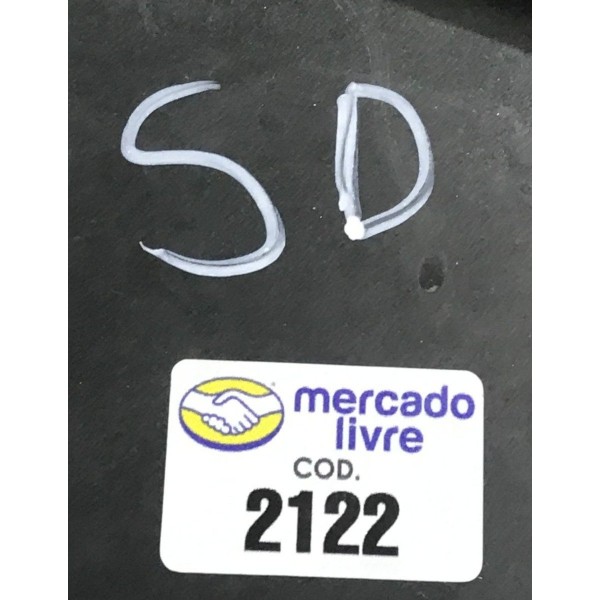 SD
mercado
livre
COD.
2122